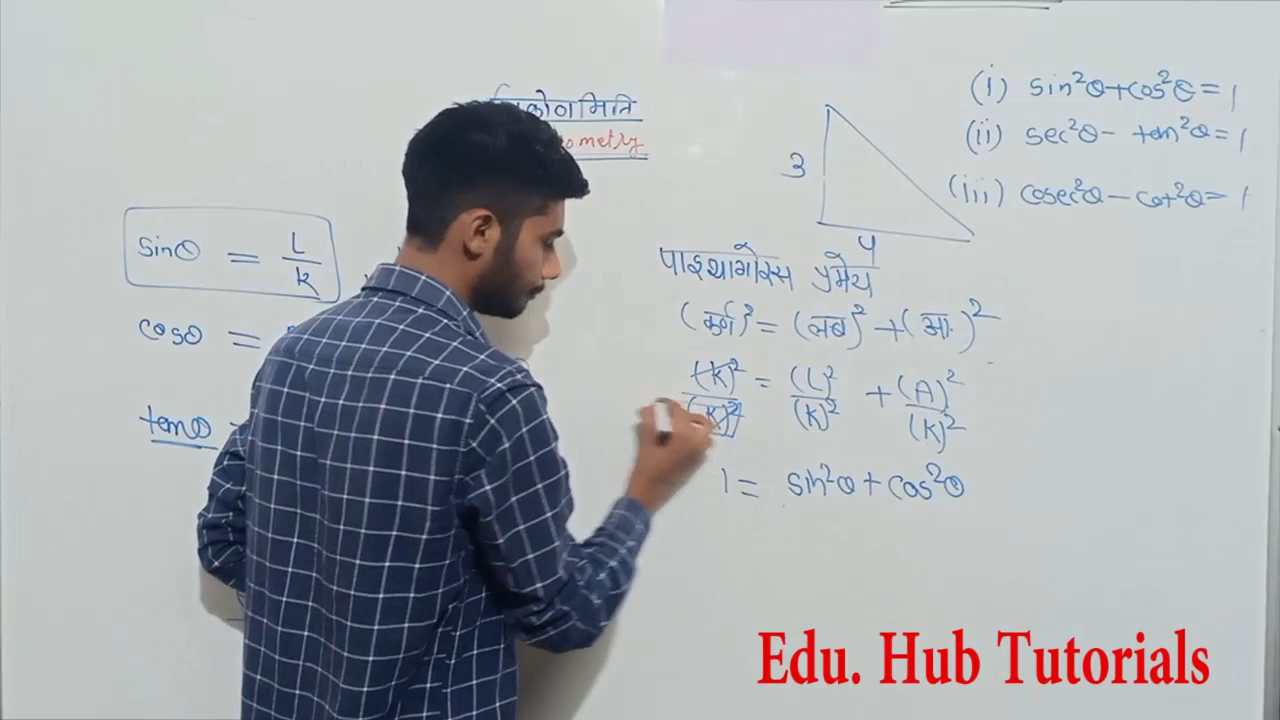 sinθ = L/K
cosθ =
tanθ
3
4
(i) sin²θ+cos²θ=1
(ii) sec²θ- tan²θ=1
(iii) cosec²θ-cot²θ=1
पाइथागोरस प्रमेय
(कर्ण)²=(लंब)²+(आ.)²
(K)²/(K)² = (L)²/(K)² + (A)²/(K)²
1= sin²θ+cos²θ
Edu. Hub Tutorials